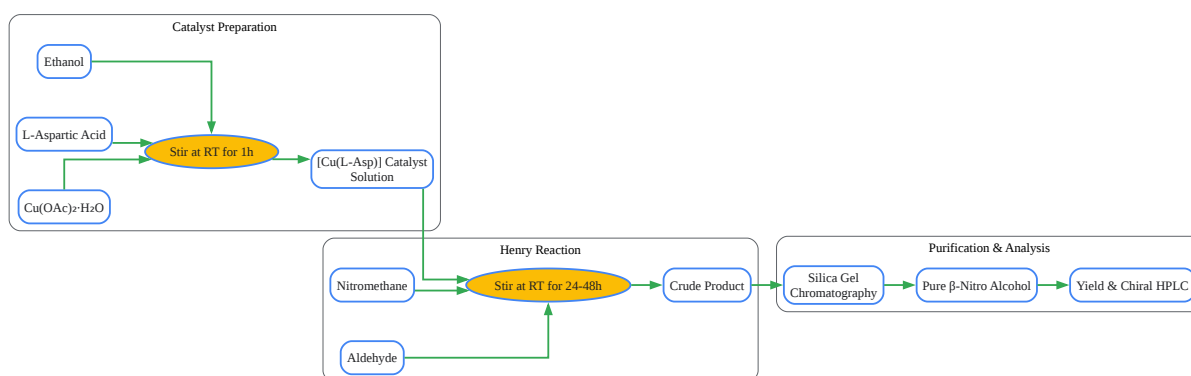 Catalyst Preparation
Ethanol
L-Aspartic Acid
Stir at RT for 1h
[Cu(L-Asp)] Catalyst
Solution
Cu(OAc)₂·H₂O
Henry Reaction
Nitromethane
Stir at RT for 24-48h
Crude Product
Aldehyde
Purification & Analysis
Silica Gel
Chromatography
Pure β-Nitro Alcohol
Yield & Chiral HPLC